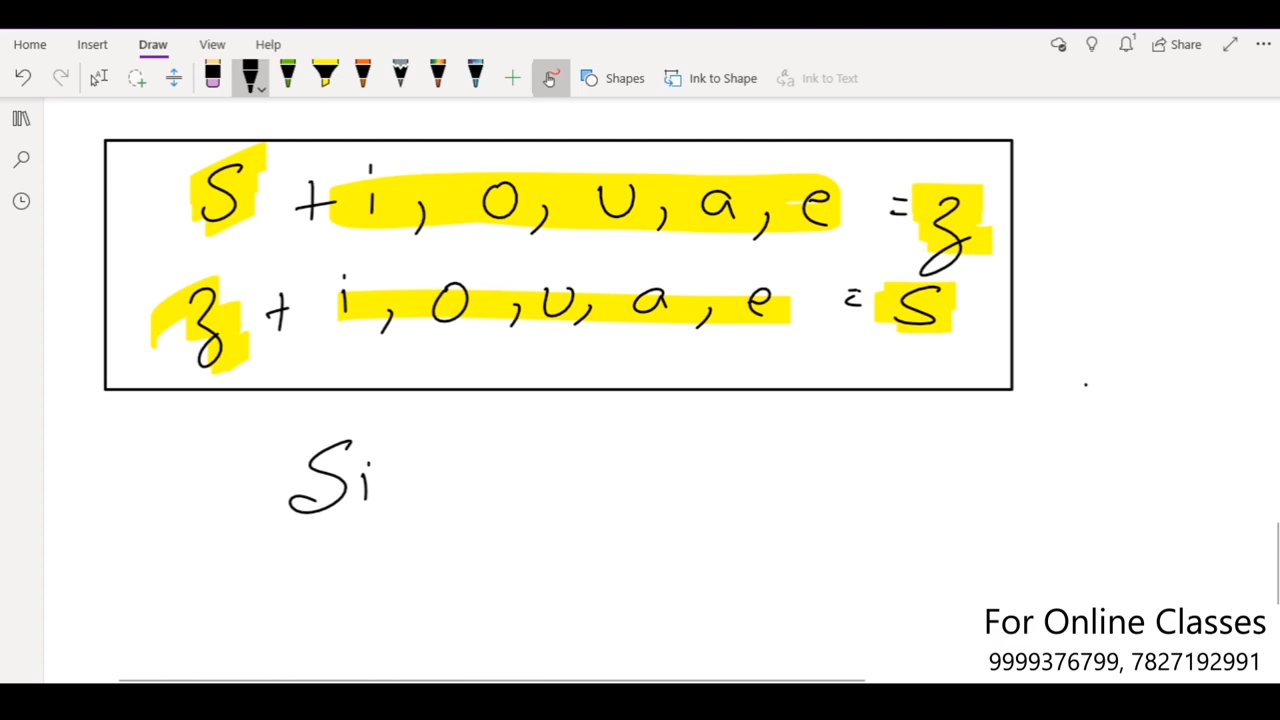 Home Insert Draw View Help Share
Shapes Ink to Shape Ink to Text
S + i, o, u, a, e = z
z + i, o, u, a, e = s
Si
For Online Classes
9999376799, 7827192991